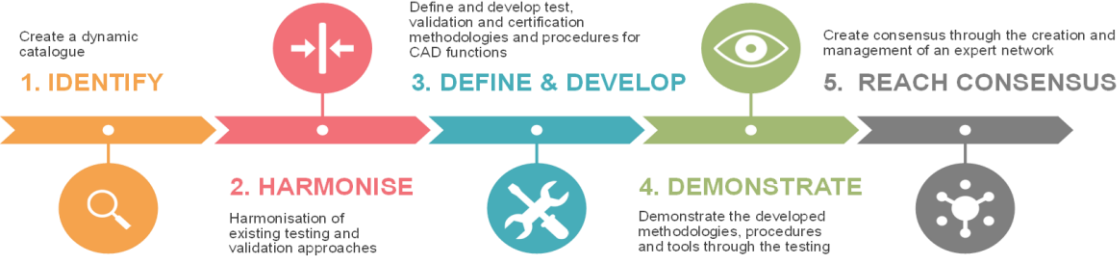 Create a dynamic
catalogue
1. IDENTIFY
2. HARMONISE
Harmonisation of
existing testing and
validation approaches
Define and develop test,
validation and certification
methodologies and procedures for
CAD functions
3. DEFINE & DEVELOP
4. DEMONSTRATE
Demonstrate the developed
methodologies, procedures
and tools through the testing
Create consensus through the creation and
management of an expert network
5. REACH CONSENSUS